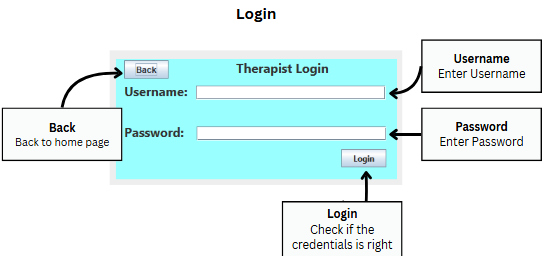 Login
Back
Therapist Login
Username:
Username
Enter Username
Back
Back to home page
Password:
Password
Enter Password
Login
Login
Check if the
credentials is right